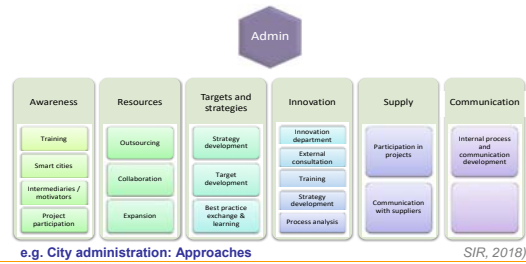 Admin
Awareness
Training
Smart cities
Intermediaries /
motivators
Project
participation
Resources
Outsourcing
Collaboration
Expansion
Targets and
strategies
Strategy
development
Target
development
Best practice
exchange &
learning
Innovation
Innovation
department
External
consultation
Training
Strategy
development
Process analysis
Supply
Participation in
projects
Communication
with suppliers
Communication
Internal process
and
communication
development
e.g. City administration: Approaches
SIR, 2018)